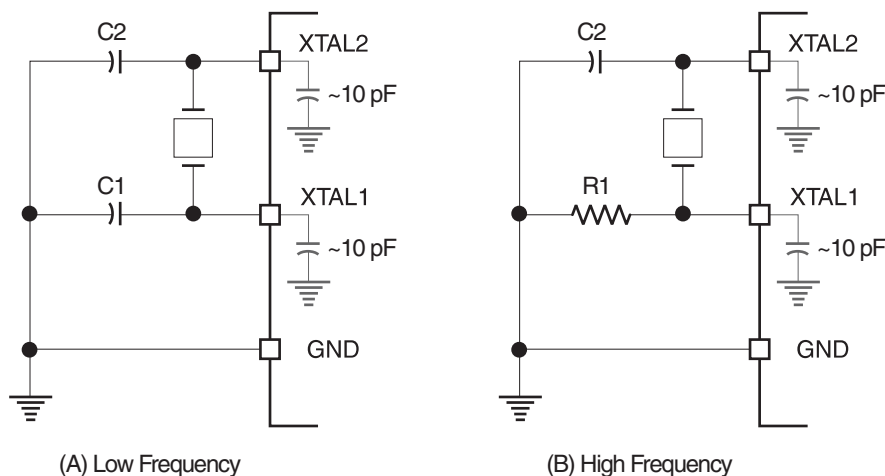 C2
XTAL2
~10 pF
C1
XTAL1
~10 pF
GND
(A) Low Frequency
C2
XTAL2
~10 pF
R1
XTAL1
~10 pF
GND
(B) High Frequency